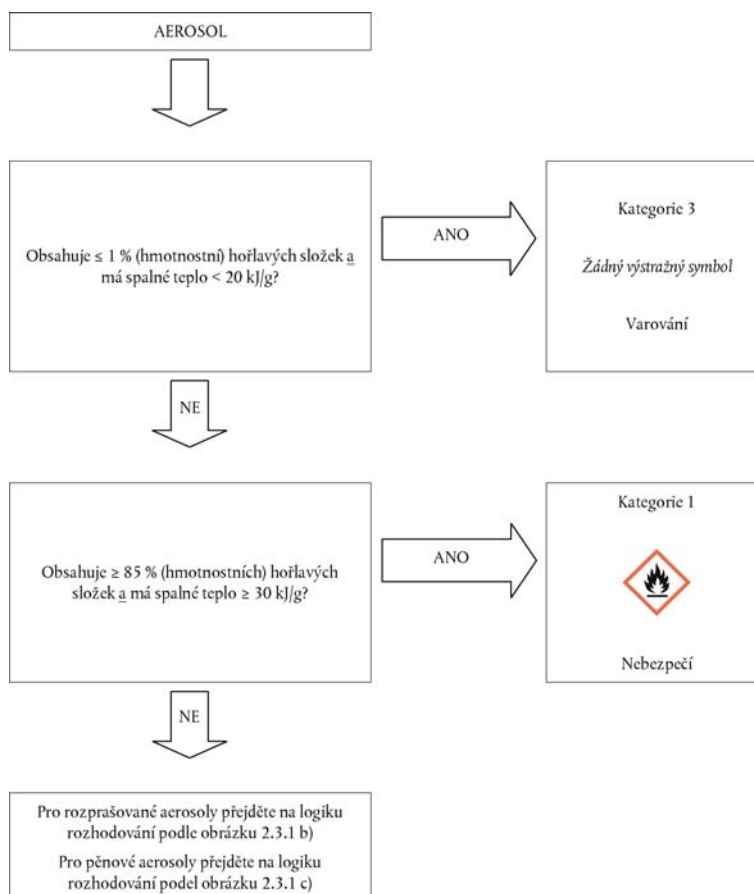 AEROSOL
Obsahuje ≤ 1 % (hmotnostní) hořlavých složek a
má spalné teplo < 20 kJ/g?
ANO
Kategorie 3
Žádný výstražný symbol
Varování
NE
Obsahuje ≥ 85 % (hmotnostních) hořlavých
složek a má spalné teplo ≥ 30 kJ/g?
ANO
Kategorie 1
Nebezpečí
NE
Pro rozprašované aerosoly přejděte na logiku
rozhodování podle obrázku 2.3.1 b)
Pro pěnové aerosoly přejděte na logiku
rozhodování podel obrázku 2.3.1 c)